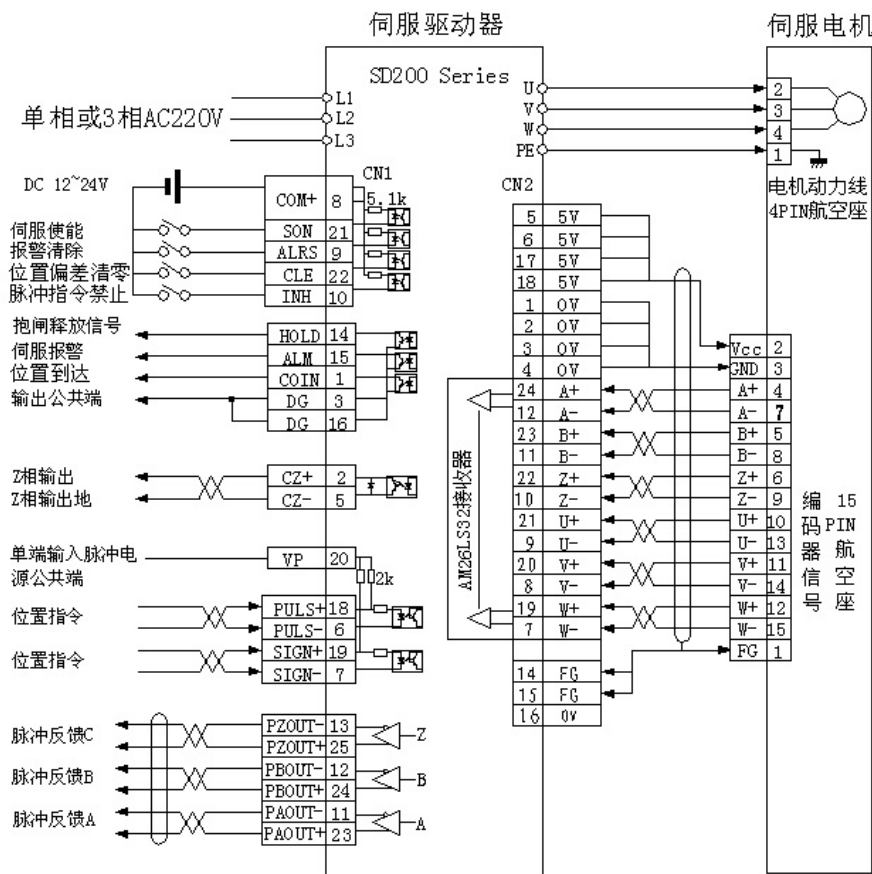 伺服驱动器
伺服电机
SD200 Series
单相或3相AC220V
L1
L2
L3
U
V
W
PE
2
3
4
1
电机动力线
4PIN航空座
CN1
CN2
DC 12~24V
COM+ 8
5.1k
伺服使能 SON 21
报警清除 ALRS 9
位置偏差清零 CLE 22
脉冲指令禁止 INH 10
抱闸释放信号 HOLD 14
伺服报警 ALM 15
位置到达 COIN 1
输出公共端 DG 3
DG 16
Z相输出 CZ+ 2
Z相输出地 CZ- 5
单端输入脉冲电
源公共端
VP 20
2k
位置指令
PULS+ 18
PULS- 6
位置指令
SIGN+ 19
SIGN- 7
脉冲反馈C
PZOUT- 13
PZOUT+ 25
Z
脉冲反馈B
PBOUT- 12
PBOUT+ 24
B
脉冲反馈A
PAOUT- 11
PAOUT+ 23
A
5 5V
6 5V
17 5V
18 5V
1 0V
2 0V
3 0V
4 0V
24 A+
12 A-
23 B+
11 B-
22 Z+
10 Z-
21 U+
9 U-
20 V+
8 V-
19 W+
7 W-
14 FG
15 FG
16 0V
AM26LS32接收器
Vcc 2
GND 3
A+ 4
A- 7
B+ 5
B- 8
Z+ 6
Z- 9
U+ 10
U- 13
V+ 11
V- 14
W+ 12
W- 15
FG 1
编码器信号
15PIN航空座